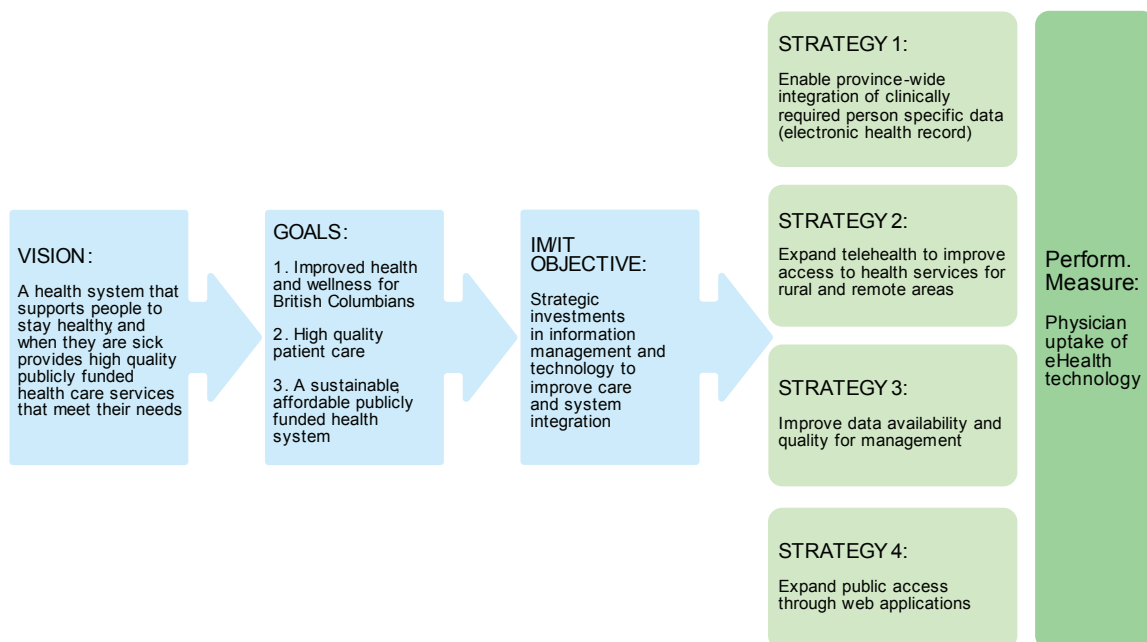 VISION:
A health system that
supports people to
stay healthy, and
when they are sick
provides high quality
publicly funded
health care services
that meet their needs
GOALS:
1. Improved health
and wellness for
British Columbians
2. High quality
patient care
3. A sustainable,
affordable publicly
funded health
system
IM/IT
OBJECTIVE:
Strategic
investments
in information
management and
technology to
improve care
and system
integration
STRATEGY 1:
Enable province-wide
integration of clinically
required person specific data
(electronic health record)
STRATEGY 2:
Expand telehealth to improve
access to health services for
rural and remote areas
STRATEGY 3:
Improve data availability and
quality for management
STRATEGY 4:
Expand public access
through web applications
Perform.
Measure:
Physician
uptake of
eHealth
technology